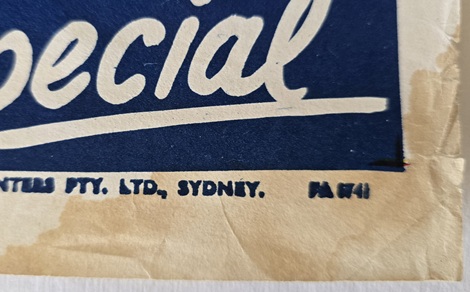 pecial
NTERS PTY. LTD., SYDNEY.